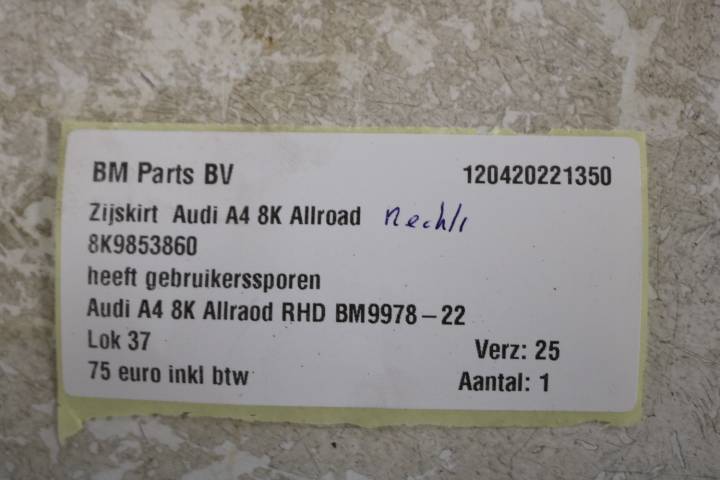 BM Parts BV 120420221350
Zijskirt Audi A4 8K Allroad Rechts
8K9853860
heeft gebruikerssporen
Audi A4 8K Allraod RHD BM9978-22
Lok 37 Verz: 25
75 euro inkl btw Aantal: 1